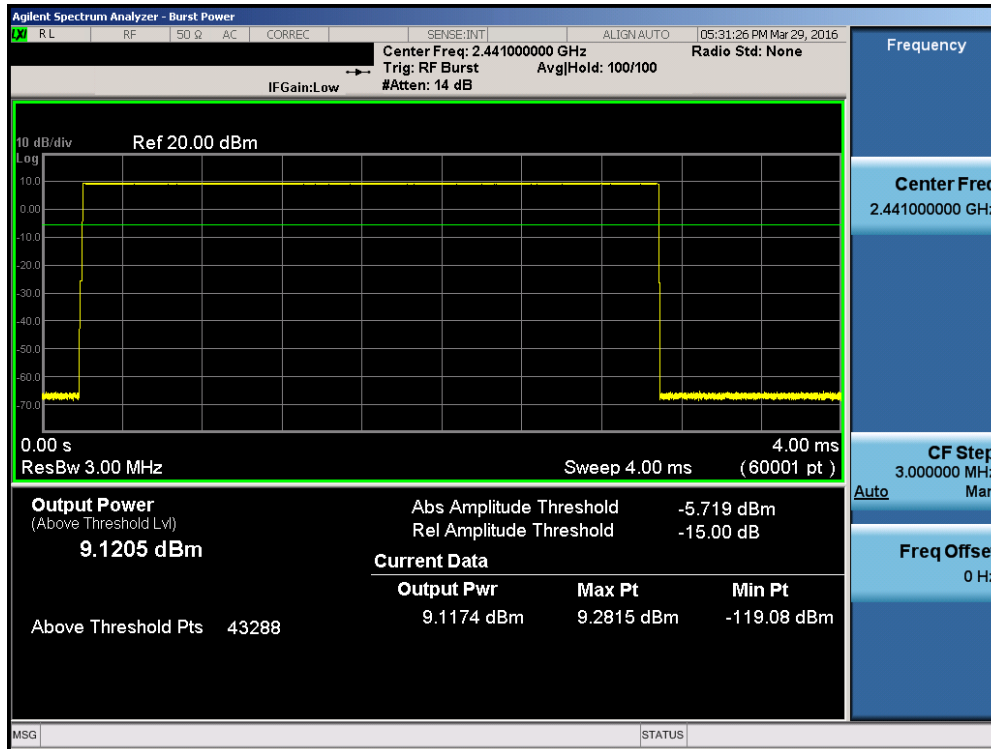 Agilent Spectrum Analyzer - Burst Power
LXI RL RF 50 Ω AC CORREC SENSE:INT ALIGN AUTO 05:31:26 PM Mar 29, 2016
Center Freq: 2.441000000 GHz Radio Std: None
Trig: RF Burst Avg|Hold: 100/100
IFGain:Low #Atten: 14 dB
10 dB/div Ref 20.00 dBm
Log
10.0
0.00
-10.0
-20.0
-30.0
-40.0
-50.0
-60.0
-70.0
0.00 s 4.00 ms
ResBw 3.00 MHz Sweep 4.00 ms (60001 pt)
Output Power
(Above Threshold Lvl)
9.1205 dBm
Above Threshold Pts 43288
Abs Amplitude Threshold -5.719 dBm
Rel Amplitude Threshold -15.00 dB
Current Data
Output Pwr Max Pt Min Pt
9.1174 dBm 9.2815 dBm -119.08 dBm
Frequency
Center Freq
2.441000000 GHz
CF Step
3.000000 MHz
Auto Man
Freq Offset
0 Hz
MSG STATUS